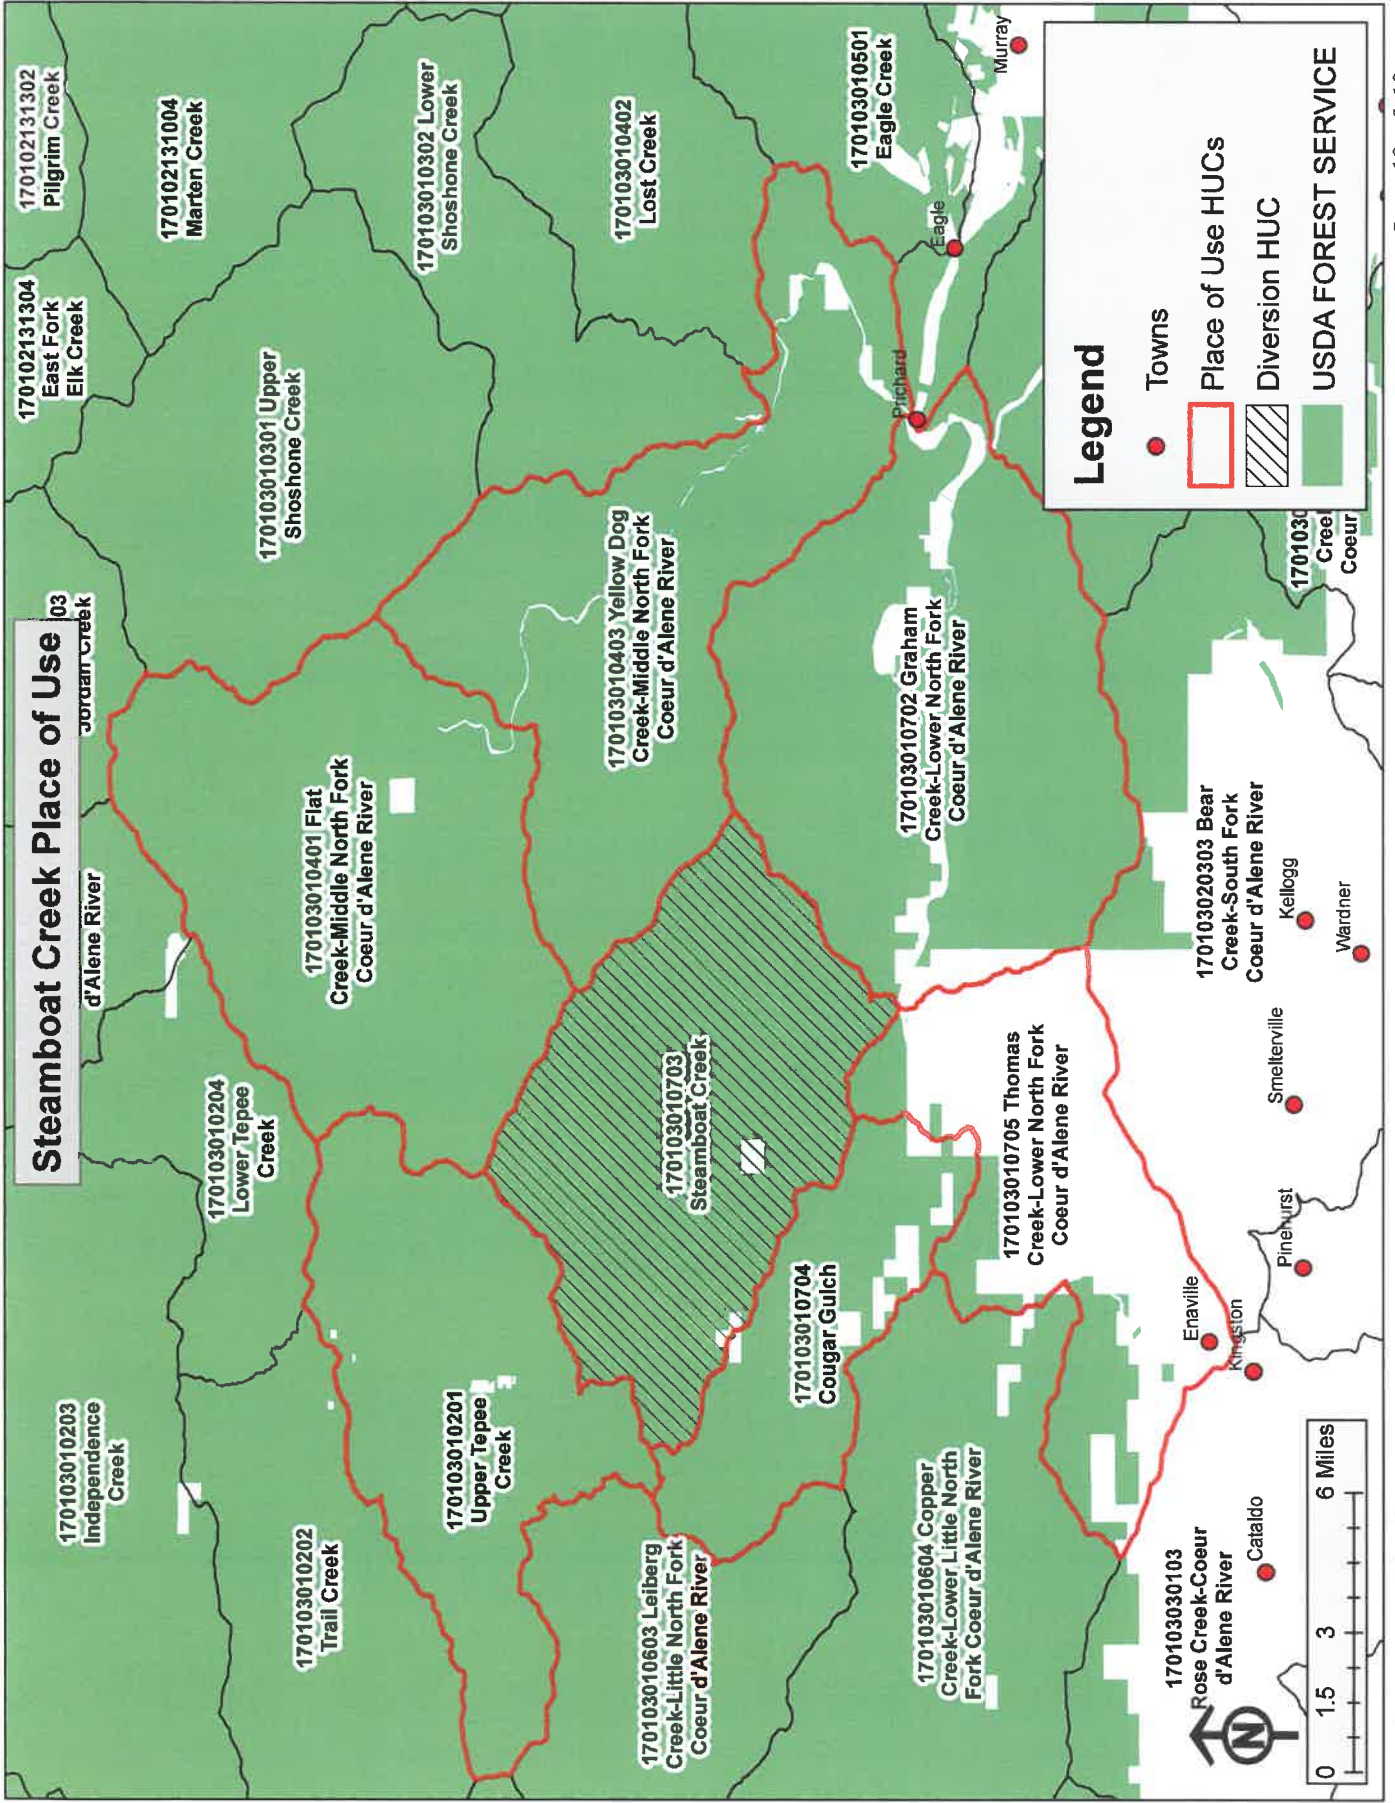 Steamboat Creek Place of Use
170102131304
East Fork
Elk Creek
170102131302
Pilgrim Creek
170102131004
Marten Creek
03
Jordan Creek
d'Alene River
170103010203
Independence
Creek
170103010204
Lower Tepee
Creek
170103010301 Upper
Shoshone Creek
170103010302 Lower
Shoshone Creek
170103010202
Trail Creek
170103010401 Flat
Creek-Middle North Fork
Coeur d'Alene River
170103010201
Upper Tepee
Creek
170103010402
Lost Creek
170103010403 Yellow Dog
Creek-Middle North Fork
Coeur d'Alene River
170103010703
Steamboat Creek
170103010603 Leiberg
Creek-Little North Fork
Coeur d'Alene River
170103010704
Cougar Gulch
170103010501
Eagle Creek
Murray
Eagle
Prichard
170103010702 Graham
Creek-Lower North Fork
Coeur d'Alene River
170103010604 Copper
Creek-Lower Little North
Fork Coeur d'Alene River
170103010705 Thomas
Creek-Lower North Fork
Coeur d'Alene River
170103020303 Bear
Creek-South Fork
Coeur d'Alene River
Kellogg
Wardner
Smelterville
Pinehurst
Enaville
Kingston
Cataldo
170103030103
Rose Creek-Coeur
d'Alene River
170103
Creek
Coeur
N
0 1.5 3 6 Miles
Legend
Towns
Place of Use HUCs
Diversion HUC
USDA FOREST SERVICE